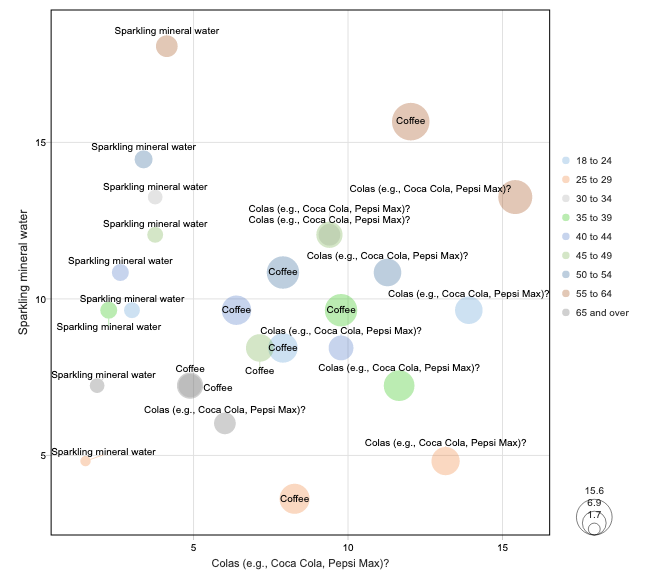 Sparkling mineral water
Coffee
15
Sparkling mineral water
18 to 24
25 to 29
Sparkling mineral water
Colas (e.g., Coca Cola, Pepsi Max)?
30 to 34
Colas (e.g., Coca Cola, Pepsi Max)?
35 to 39
Sparkling mineral water
Colas (e.g., Coca Cola, Pepsi Max)?
40 to 44
45 to 49
Colas (e.g., Coca Cola, Pepsi Max)?
Sparkling mineral water
Coffee
50 to 54
Sparkling mineral water
Colas (e.g., Coca Cola, Pepsi Max)?
55 to 64
10
Coffee
Coffee
65 and over
Sparkling mineral water
Colas (e.g., Coca Cola, Pepsi Max)?
Coffee
Coffee
Colas (e.g., Coca Cola, Pepsi Max)?
Sparkling mineral water
Coffee
Coffee
Colas (e.g., Coca Cola, Pepsi Max)?
Colas (e.g., Coca Cola, Pepsi Max)?
Sparkling mineral water
5
Coffee
15.6
6.9
1.7
5
10
15
Colas (e.g., Coca Cola, Pepsi Max)?
Sparkling mineral water